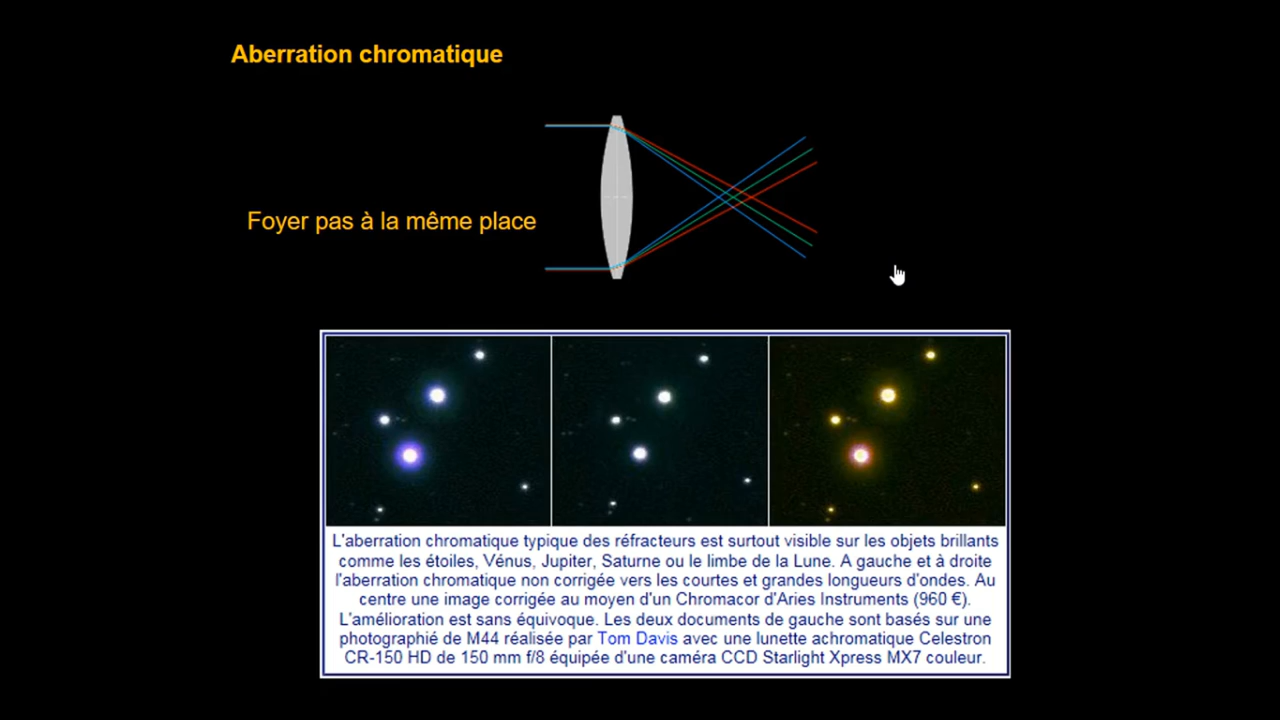 Aberration chromatique
Foyer pas à la même place
L'aberration chromatique typique des réfracteurs est surtout visible sur les objets brillants
comme les étoiles, Vénus, Jupiter, Saturne ou le limbe de la Lune. A gauche et à droite
l'aberration chromatique non corrigée vers les courtes et grandes longueurs d'ondes. Au
centre une image corrigée au moyen d'un Chromacor d'Aries Instruments (960 €).
L'amélioration est sans équivoque. Les deux documents de gauche sont basés sur une
photographié de M44 réalisée par Tom Davis avec une lunette achromatique Celestron
CR-150 HD de 150 mm f/8 équipée d'une caméra CCD Starlight Xpress MX7 couleur.